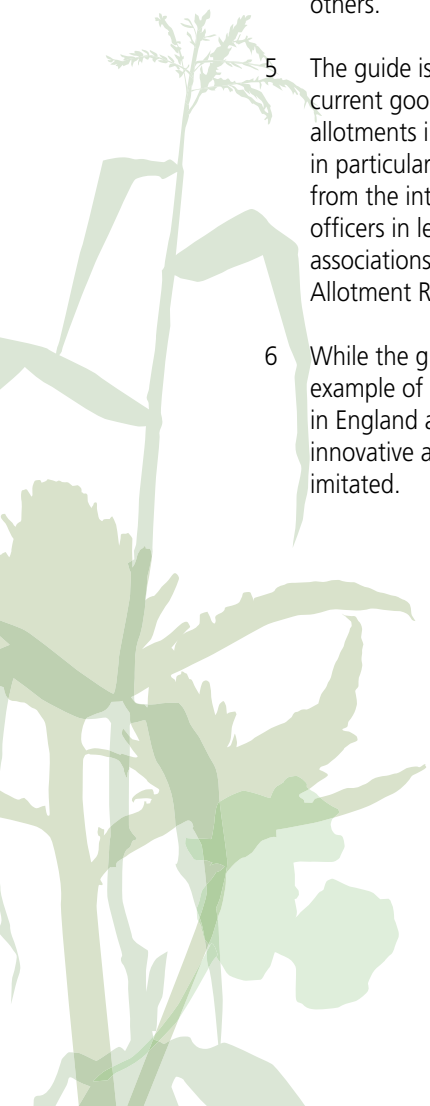 others.
5 The guide is
current goo
allotments i
in particular
from the int
officers in le
associations
Allotment R
6 While the g
example of
in England a
innovative a
imitated.